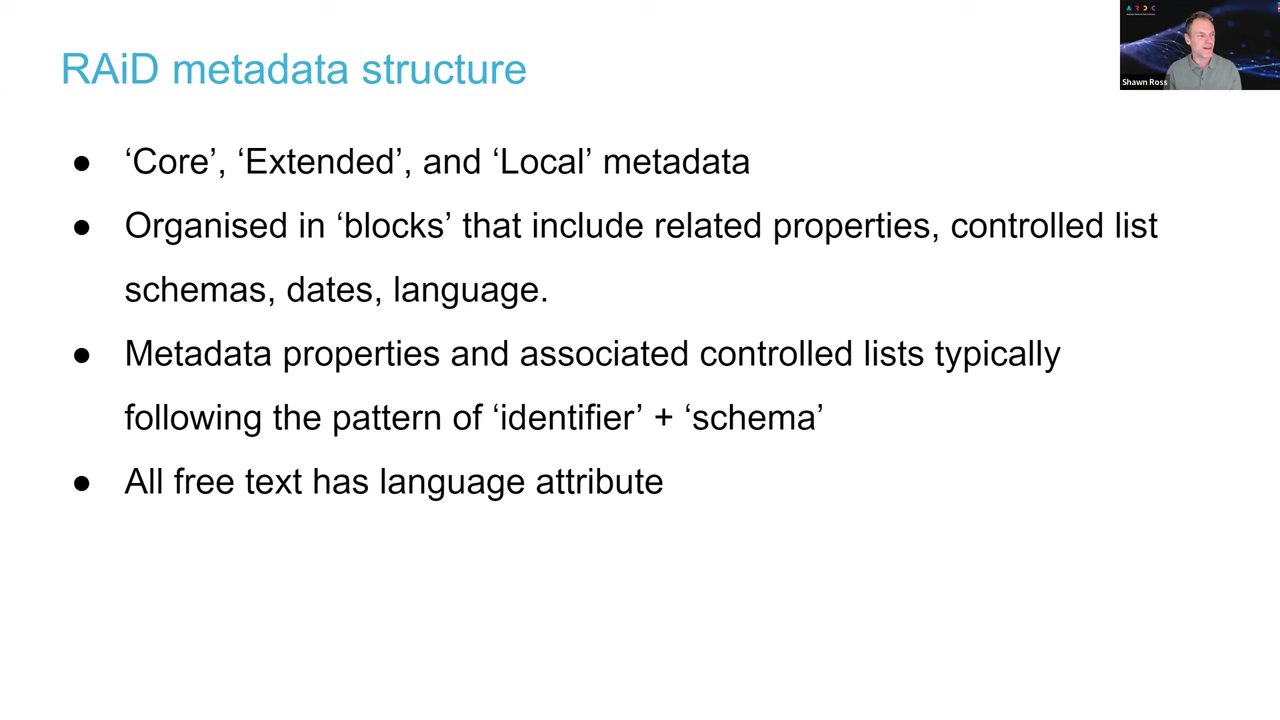 RAiD metadata structure
A R D C
Shawn Ross
● ‘Core’, ‘Extended’, and ‘Local’ metadata
● Organised in ‘blocks’ that include related properties, controlled list
schemas, dates, language.
● Metadata properties and associated controlled lists typically
following the pattern of ‘identifier’ + ‘schema’
● All free text has language attribute